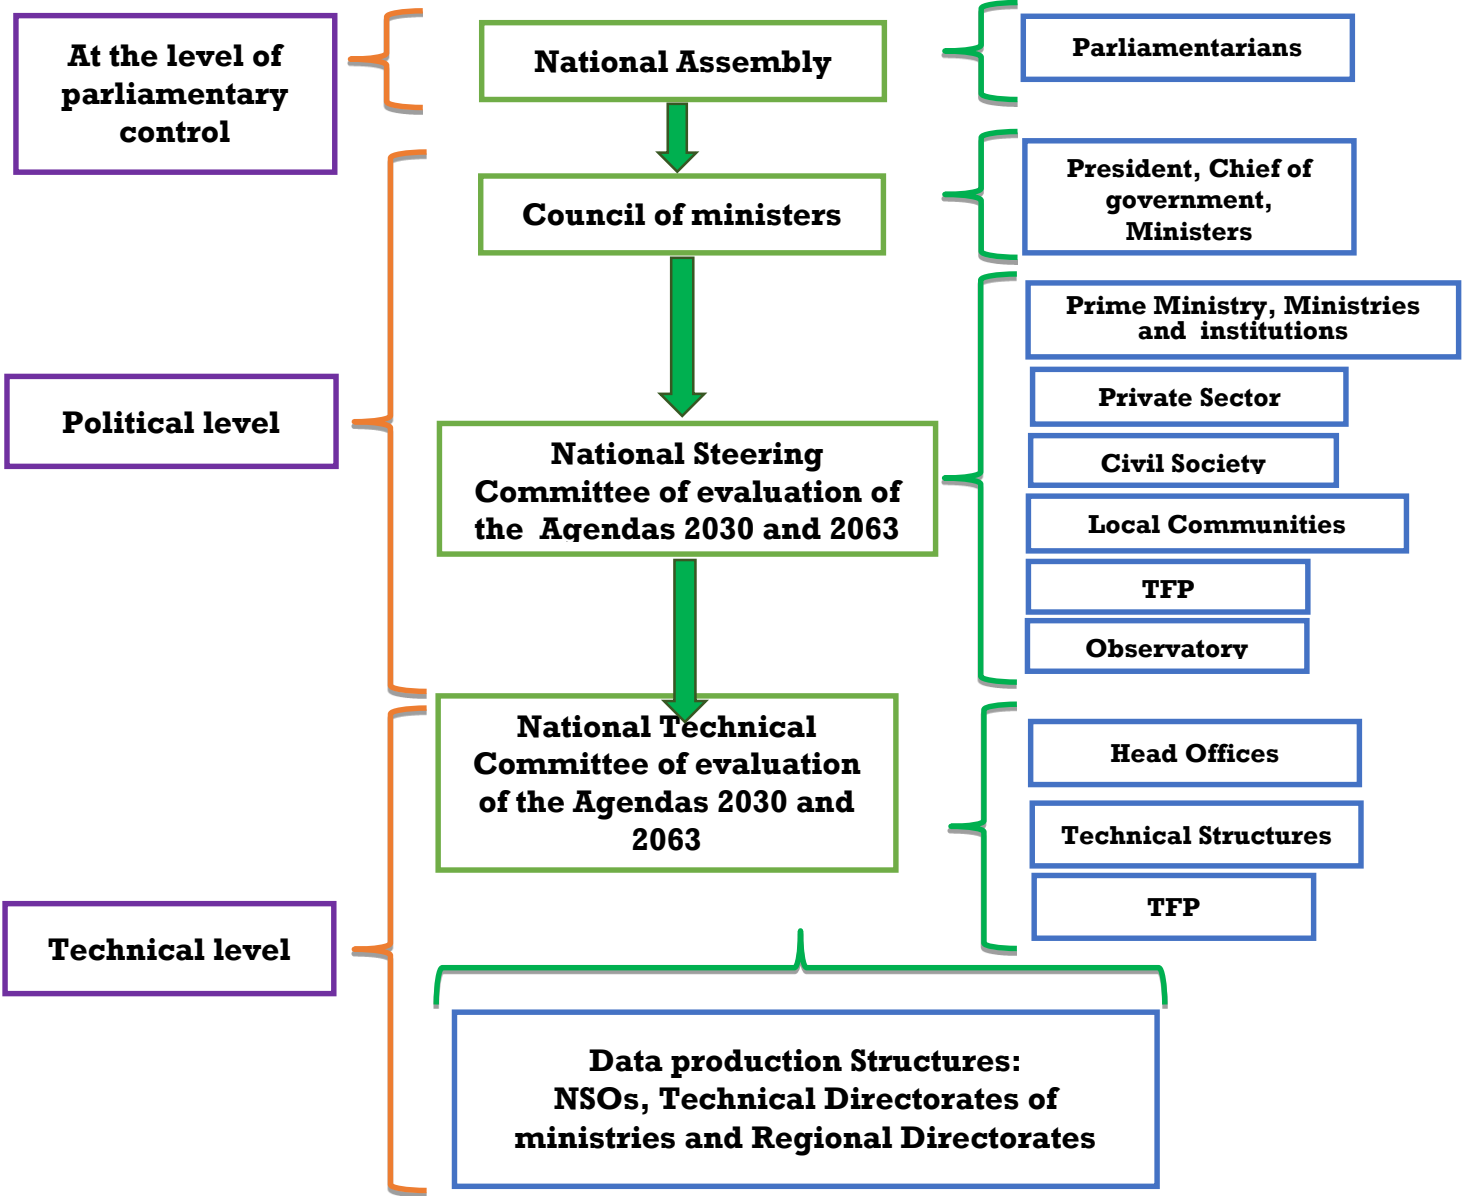 At the level of
parliamentary
control
National Assembly
Parliamentarians
Council of ministers
President, Chief of
government,
Ministers
Political level
National Steering
Committee of evaluation of
the Agendas 2030 and 2063
Prime Ministry, Ministries
and institutions
Private Sector
Civil Society
Local Communities
TFP
Observatory
Technical level
National Technical
Committee of evaluation
of the Agendas 2030 and
2063
Head Offices
Technical Structures
TFP
Data production Structures:
NSOs, Technical Directorates of
ministries and Regional Directorates